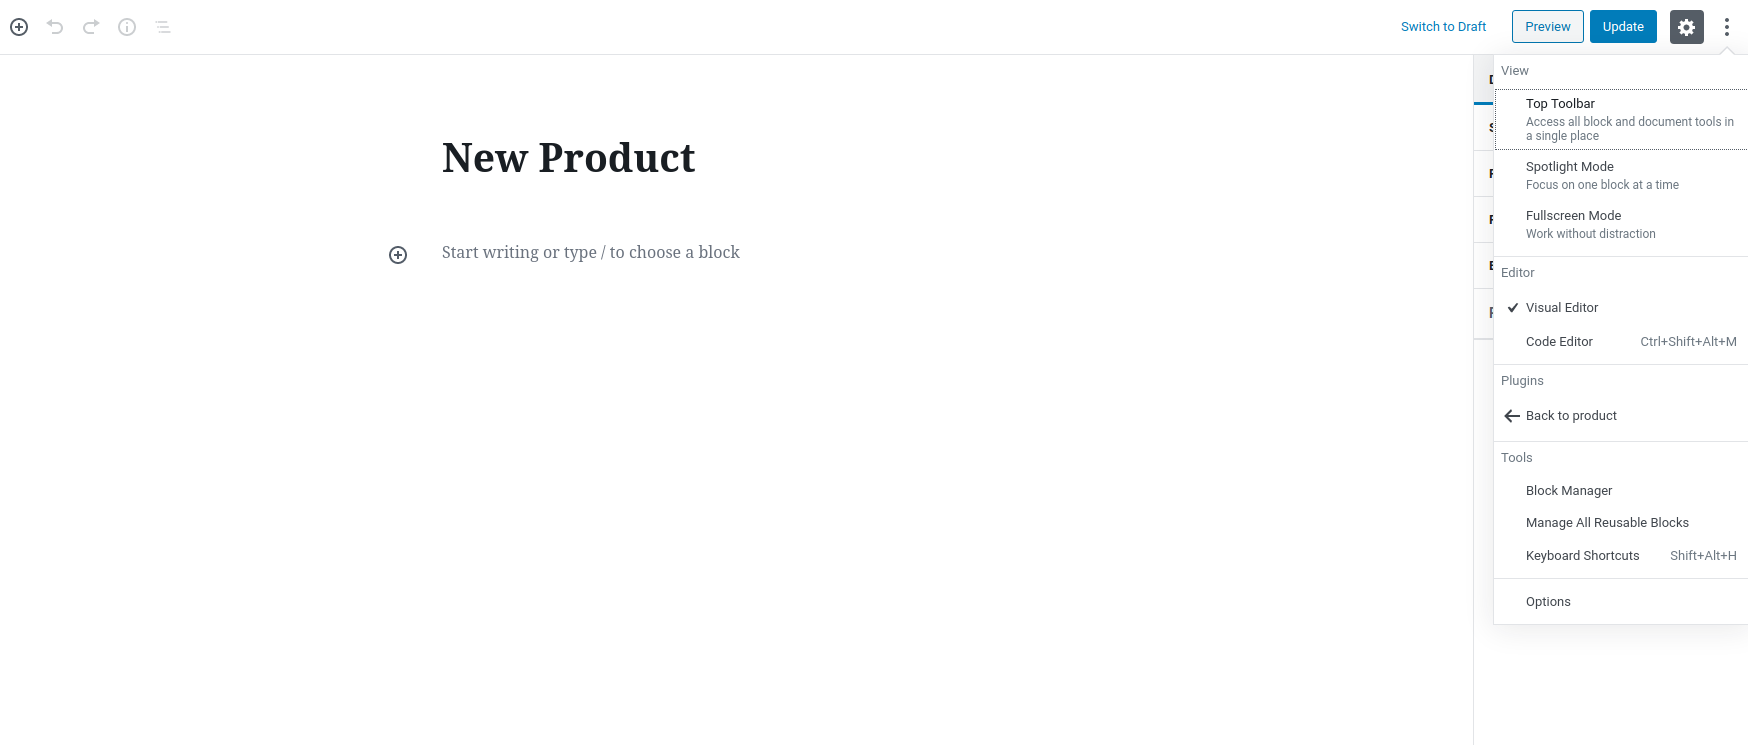 Switch to Draft Preview Update
View
Top Toolbar
Access all block and document tools in
a single place
Spotlight Mode
Focus on one block at a time
Fullscreen Mode
Work without distraction
Editor
Visual Editor
Code Editor Ctrl+Shift+Alt+M
Plugins
Back to product
Tools
Block Manager
Manage All Reusable Blocks
Keyboard Shortcuts Shift+Alt+H
Options
New Product
Start writing or type / to choose a block